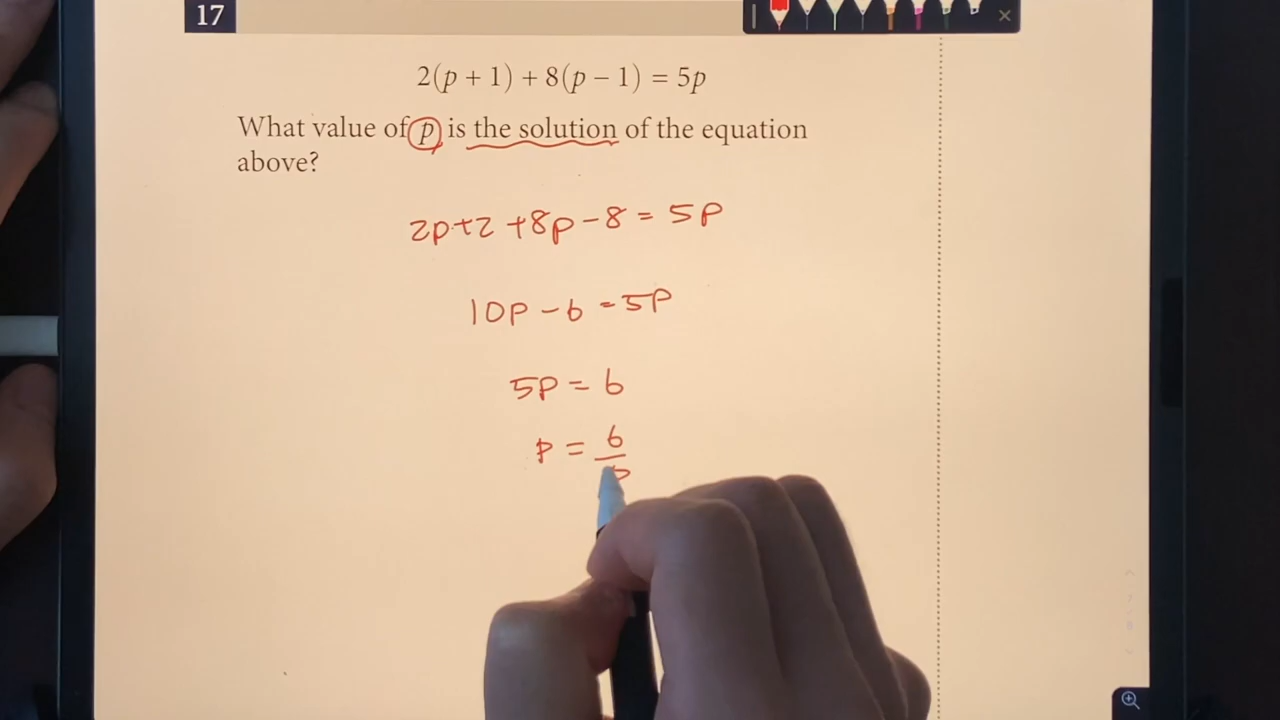 17
2(p + 1) + 8(p − 1) = 5p
What value of p is the solution of the equation
above?
2p+2 +8p-8 = 5p
10p - 6 = 5p
5p = 6
p = 6/